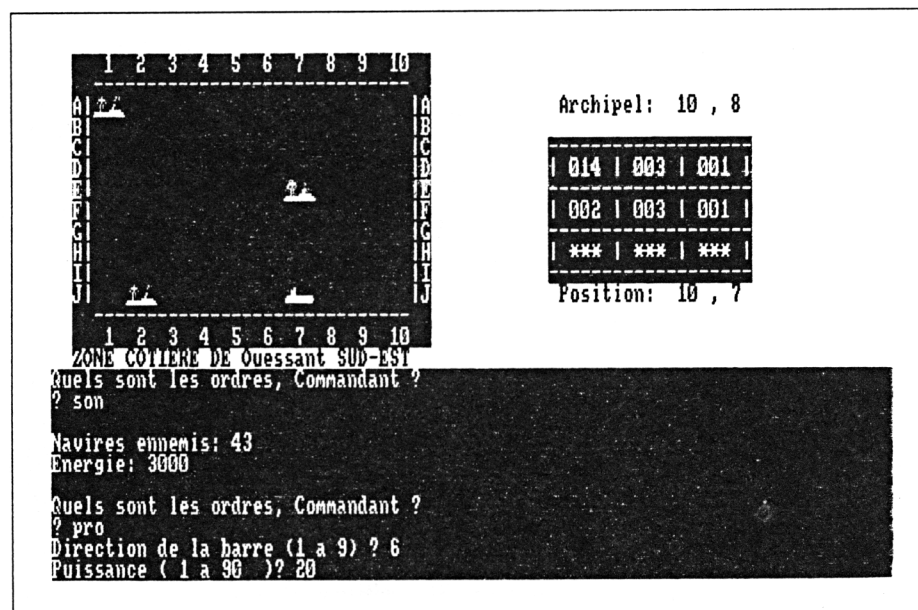 1 2 3 4 5 6 7 8 9 10
A| |A
B| |B
C| |C
D| |D
E| |E
F| |F
G| |G
H| |H
I| |I
J| |J
1 2 3 4 5 6 7 8 9 10
ZONE COTIERE DE Ouessant SUD-EST
Archipel: 10 , 8
| 014 | 003 | 001 |
| 002 | 003 | 001 |
| *** | *** | *** |
Position: 10 , 7
Quels sont les ordres, Commandant ?
? son
Navires ennemis: 43
Energie: 3000
Quels sont les ordres, Commandant ?
? pro
Direction de la barre (1 a 9) ? 6
Puissance ( 1 a 90 )? 20